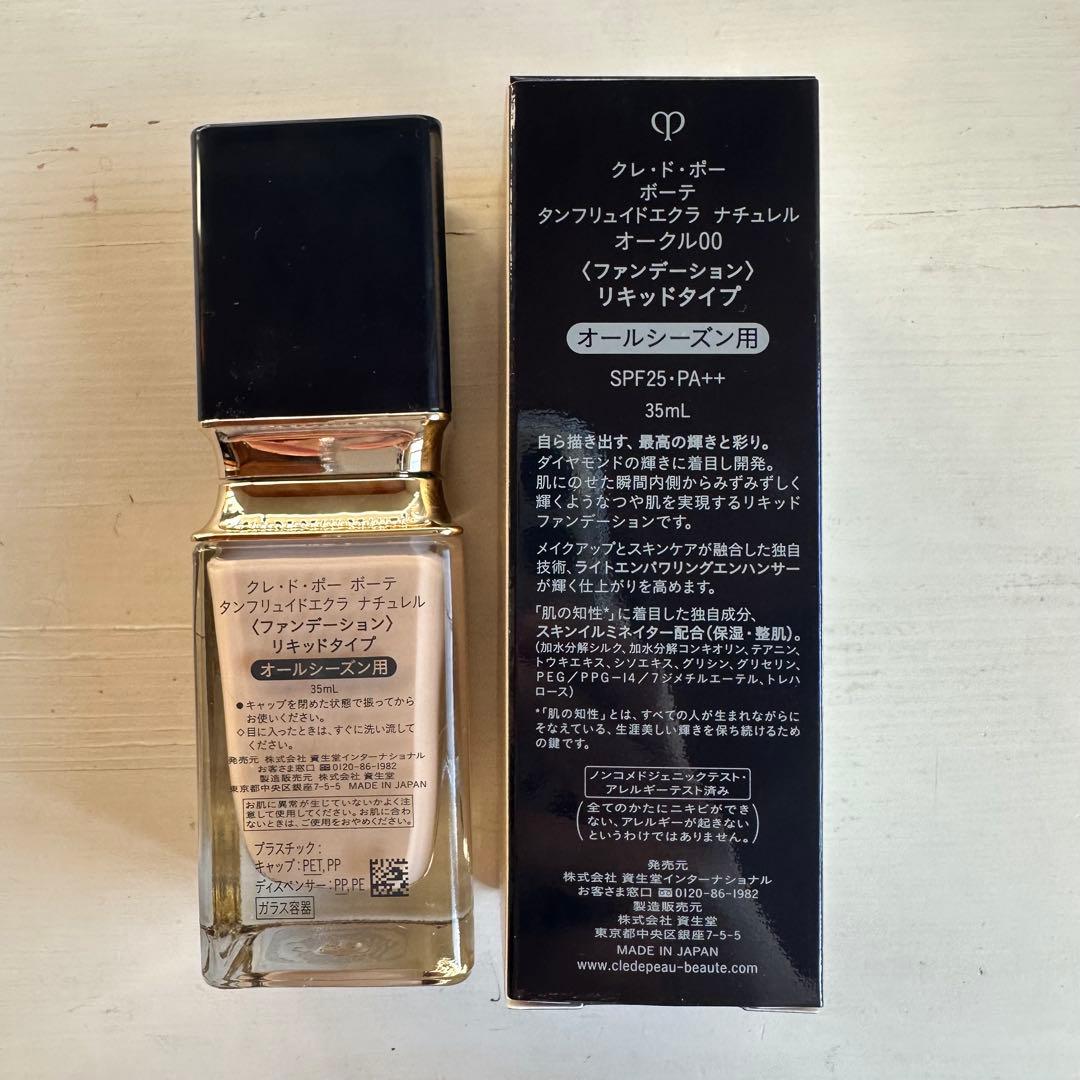 クレ・ド・ポー ボーテ
タンフリュイドエクラ ナチュレル
〈ファンデーション〉
リキッドタイプ
オールシーズン用
35mL
●キャップを閉めた状態で振ってから
お使いください。
◇目に入ったときは、すぐに洗い流して
ください。
発売元 株式会社 資生堂インターナショナル
お客さま窓口 0120-86-1982
製造販売元 株式会社 資生堂
東京都中央区銀座7-5-5 MADE IN JAPAN
お肌に異常が生じていないかよく注
意して使用してください。お肌に合わ
ないときは、ご使用をおやめください。
プラスチック:
キャップ:PET,PP
ディスペンサー:PP,PE
ガラス容器
クレ・ド・ポー
ボーテ
タンフリュイドエクラ ナチュレル
オークル00
〈ファンデーション〉
リキッドタイプ
オールシーズン用
SPF25・PA++
35mL
自ら描き出す、最高の輝きと彩り。
ダイヤモンドの輝きに着目し開発。
肌にのせた瞬間内側からみずみずしく
輝くようなつや肌を実現するリキッド
ファンデーションです。
メイクアップとスキンケアが融合した独自
技術、ライトエンパワリングエンハンサー
が輝く仕上がりを高めます。
「肌の知性*」に着目した独自成分、
スキンイルミネイター配合(保湿・整肌)。
(加水分解シルク、加水分解コンキオリン、テアニン、
トウキエキス、シソエキス、グリシン、グリセリン、
PEG/PPG-14/7ジメチルエーテル、トレハ
ロース)
*「肌の知性」とは、すべての人が生まれながらに
そなえている、生涯美しい輝きを保ち続けるため
の鍵です。
ノンコメドジェニックテスト・
アレルギーテスト済み
(全てのかたにニキビができ
ない、アレルギーが起きない
というわけではありません。)
発売元
株式会社 資生堂インターナショナル
お客さま窓口 0120-86-1982
製造販売元
株式会社 資生堂
東京都中央区銀座7-5-5
MADE IN JAPAN
www.cledepeau-beaute.com